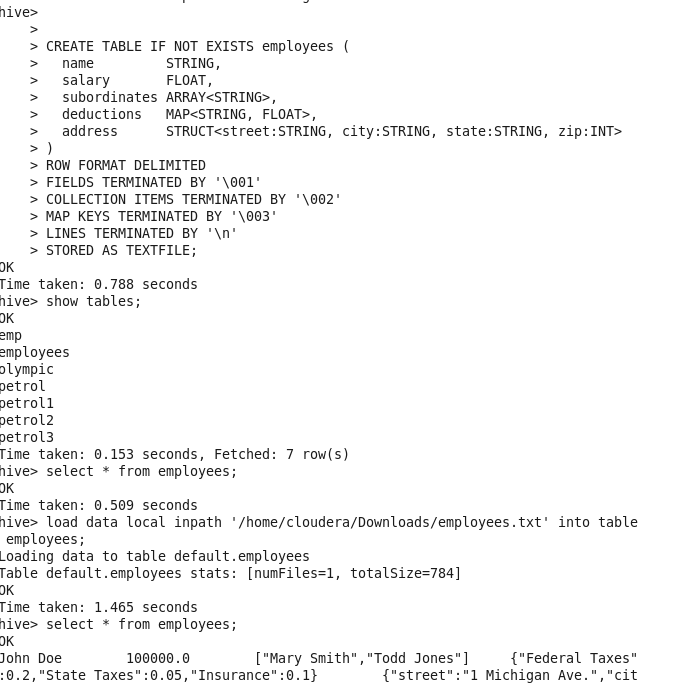 hive>
    >
    > CREATE TABLE IF NOT EXISTS employees (
    >   name         STRING,
    >   salary       FLOAT,
    >   subordinates ARRAY<STRING>,
    >   deductions   MAP<STRING, FLOAT>,
    >   address      STRUCT<street:STRING, city:STRING, state:STRING, zip:INT>
    > )
    > ROW FORMAT DELIMITED
    > FIELDS TERMINATED BY '\001'
    > COLLECTION ITEMS TERMINATED BY '\002'
    > MAP KEYS TERMINATED BY '\003'
    > LINES TERMINATED BY '\n'
    > STORED AS TEXTFILE;
OK
Time taken: 0.788 seconds
hive> show tables;
OK
emp
employees
olympic
petrol
petrol1
petrol2
petrol3
Time taken: 0.153 seconds, Fetched: 7 row(s)
hive> select * from employees;
OK
Time taken: 0.509 seconds
hive> load data local inpath '/home/cloudera/Downloads/employees.txt' into table
 employees;
Loading data to table default.employees
Table default.employees stats: [numFiles=1, totalSize=784]
OK
Time taken: 1.465 seconds
hive> select * from employees;
OK
John Doe        100000.0        ["Mary Smith","Todd Jones"]     {"Federal Taxes"
:0.2,"State Taxes":0.05,"Insurance":0.1}        {"street":"1 Michigan Ave.","cit